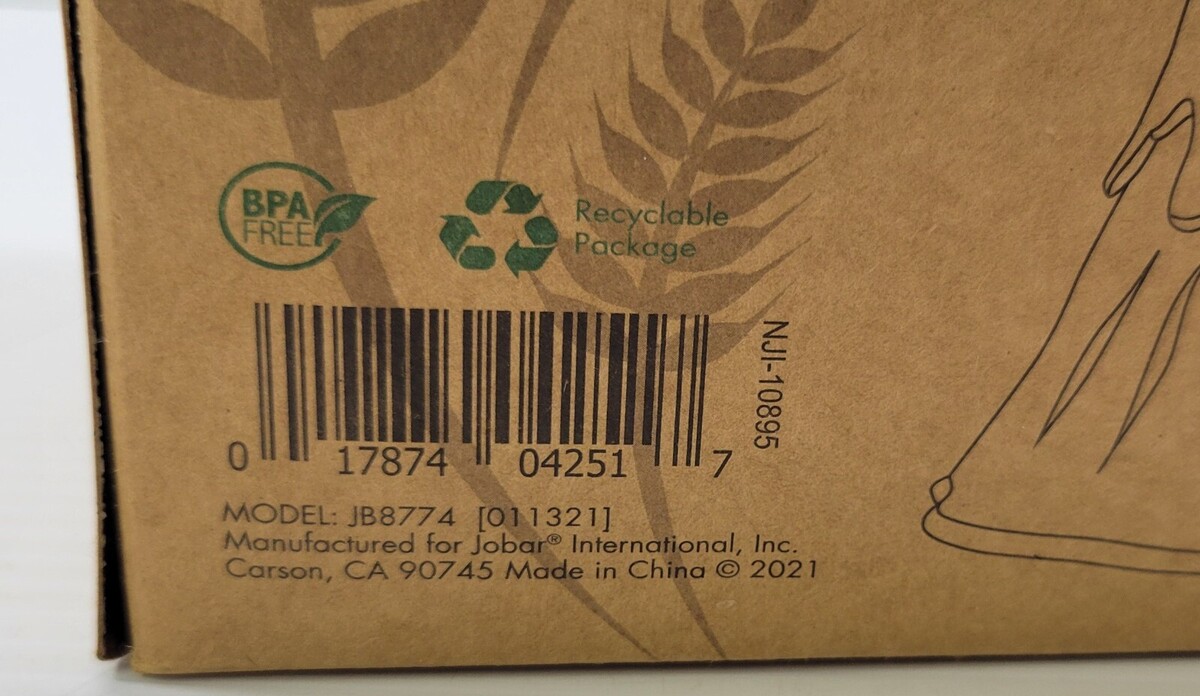 BPA
FREE
Recyclable
Package
NJI-10895
0 17874 04251 7
MODEL: JB8774 [011321]
Manufactured for Jobar® International, Inc.
Carson, CA 90745 Made in China © 2021